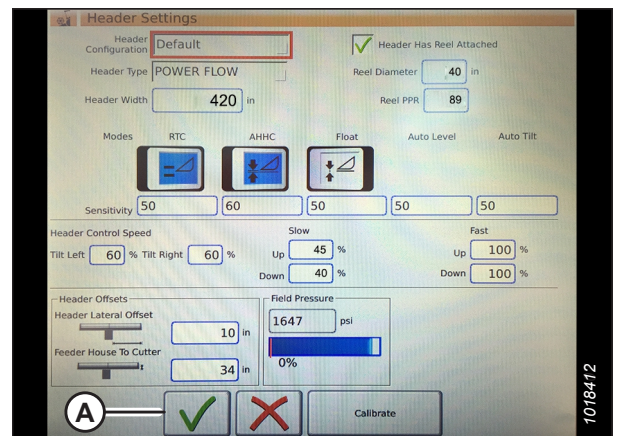 Header Settings
Header Configuration Default
Header Has Reel Attached
Header Type POWER FLOW
Reel Diameter 40 in
Header Width 420 in
Reel PPR 89
Modes RTC AHHC Float Auto Level Auto Tilt
Sensitivity 50 60 50 50 50
Header Control Speed
Slow
Fast
Tilt Left 60 % Tilt Right 60 %
Up 45 %
Up 100 %
Down 40 %
Down 100 %
Header Offsets
Field Pressure
Header Lateral Offset
10 in
1647 psi
Feeder House To Cutter
34 in
0%
A
Calibrate
1018412